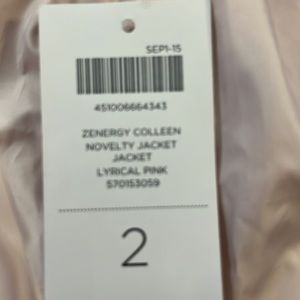 SEP1-15
451006664343
ZENERGY COLLEEN
NOVELTY JACKET
JACKET
LYRICAL PINK
570153059
2